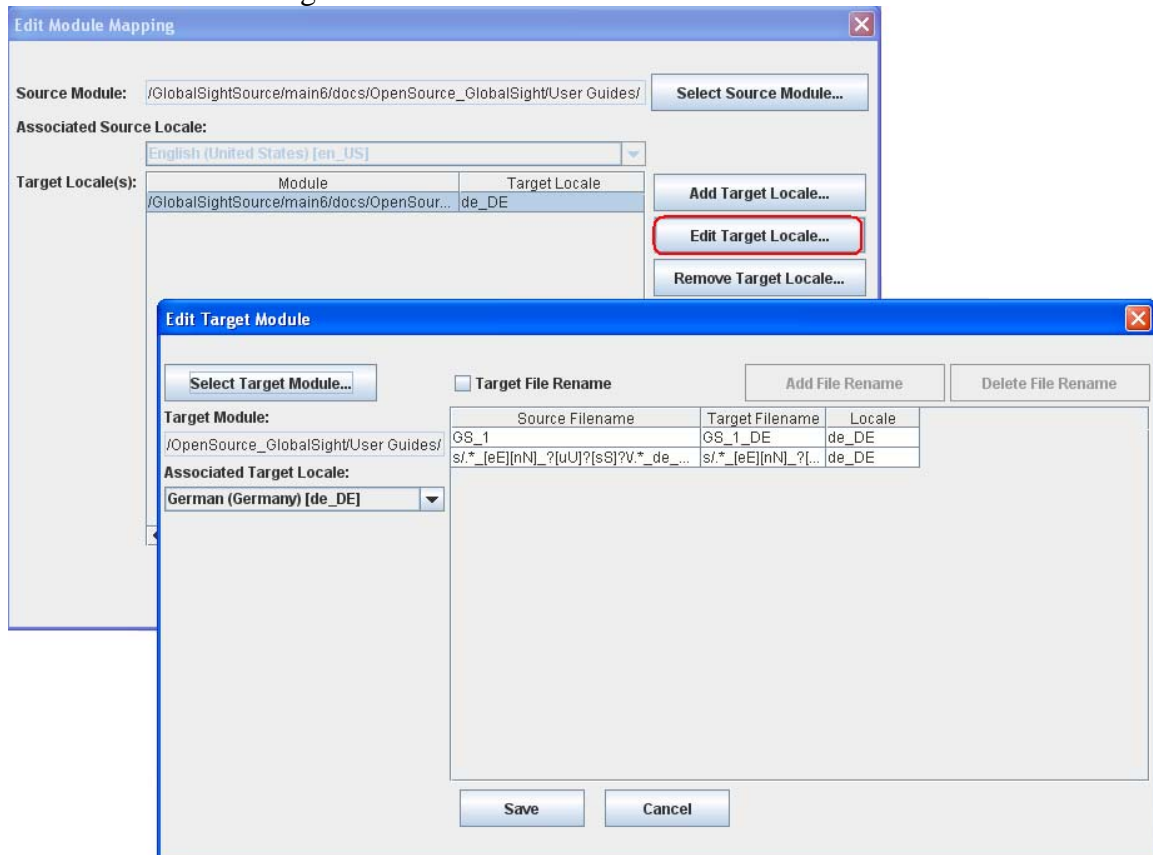 Edit Module Mapping
Source Module: /GlobalSightSource/main6/docs/OpenSource_GlobalSight/User Guides/ Select Source Module...
Associated Source Locale:
English (United States) [en_US]
Target Locale(s): Module Target Locale
/GlobalSightSource/main6/docs/OpenSour... de_DE
Add Target Locale...
Edit Target Locale...
Remove Target Locale...
Edit Target Module
Select Target Module... Target File Rename Add File Rename Delete File Rename
Target Module:
/OpenSource_GlobalSight/User Guides/
Associated Target Locale:
German (Germany) [de_DE]
Source Filename Target Filename Locale
GS_1 GS_1_DE de_DE
s/.*_[eE][nN]_?[uU]?[sS]?\/.*_de_... s/.*_[eE][nN]_?[... de_DE
Save Cancel